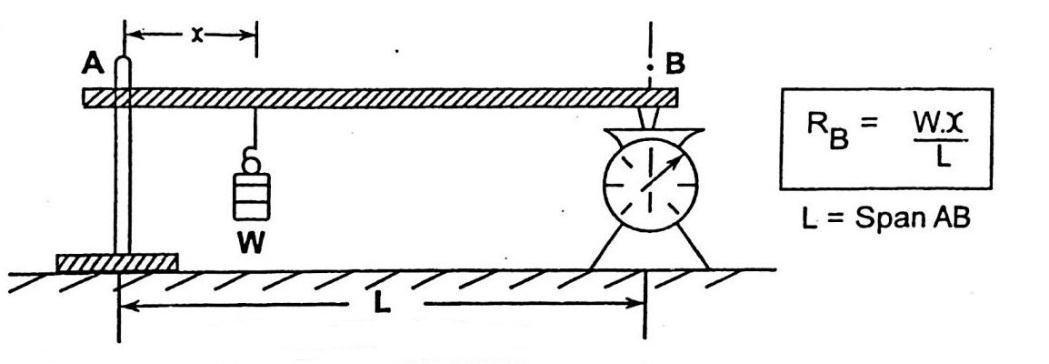 x
A
B
W
L
R_B = W.x / L
L = Span AB